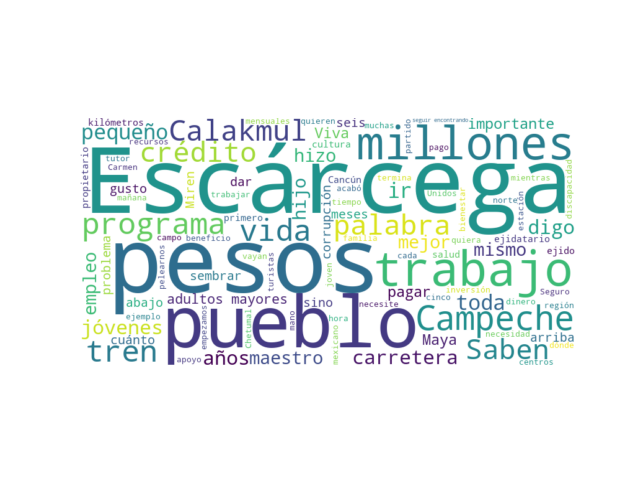 kilómetros
mensuales
quieren
seis
muchas
seguir encontrando
importante
pequeño
Calakmul
Viva
cultura
partido
millones
recursos
crédito
hizo
pago
propietario
tutor
Carmen
Miren
Escárcega
mientras
gusto
mañana
dar
trabajar
hijo
Cancún
acabó
tiempo
ir
termina
Unidos
bienestar
norte
estación
discapacidad
programa
primero
meses
palabra
digo
campo
beneficio
vida
corrupción
familia
mejor
quiera
ejidatario
problema
pelearnos
vayan
turistas
pesos
joven
cada
salud
mismo
ejido
empleo
sembrar
trabajo
inversión
Seguro
abajo
adultos mayores
sino
necesite
pagar
cinco
toda
dinero
región
jóvenes
ejemplo
empezamos
pueblo
Chetumal
mano
hora
Campeche
necesidad
cuánto
mexicano
Maya
arriba
tren
apoyo
años
maestro
carretera
Saben
donde
centros